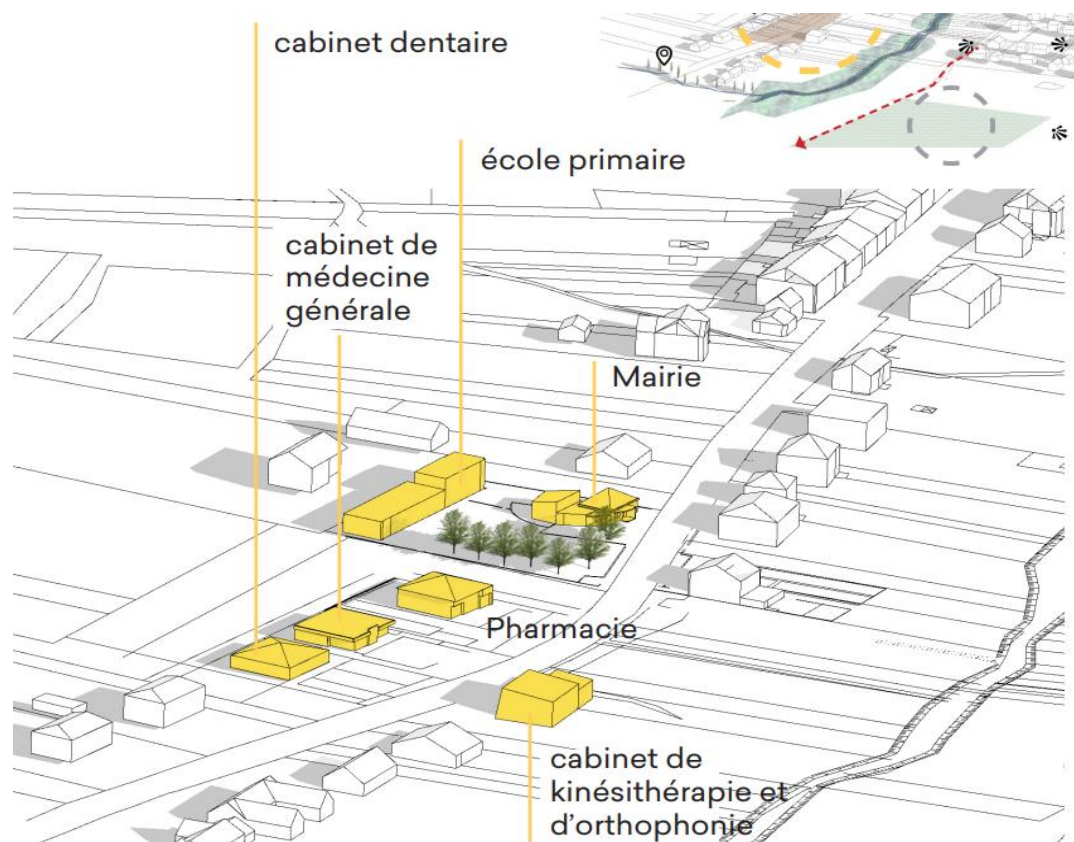 cabinet dentaire
école primaire
cabinet de
médecine
générale
Mairie
Pharmacie
cabinet de
kinésithérapie et
d'orthophonie